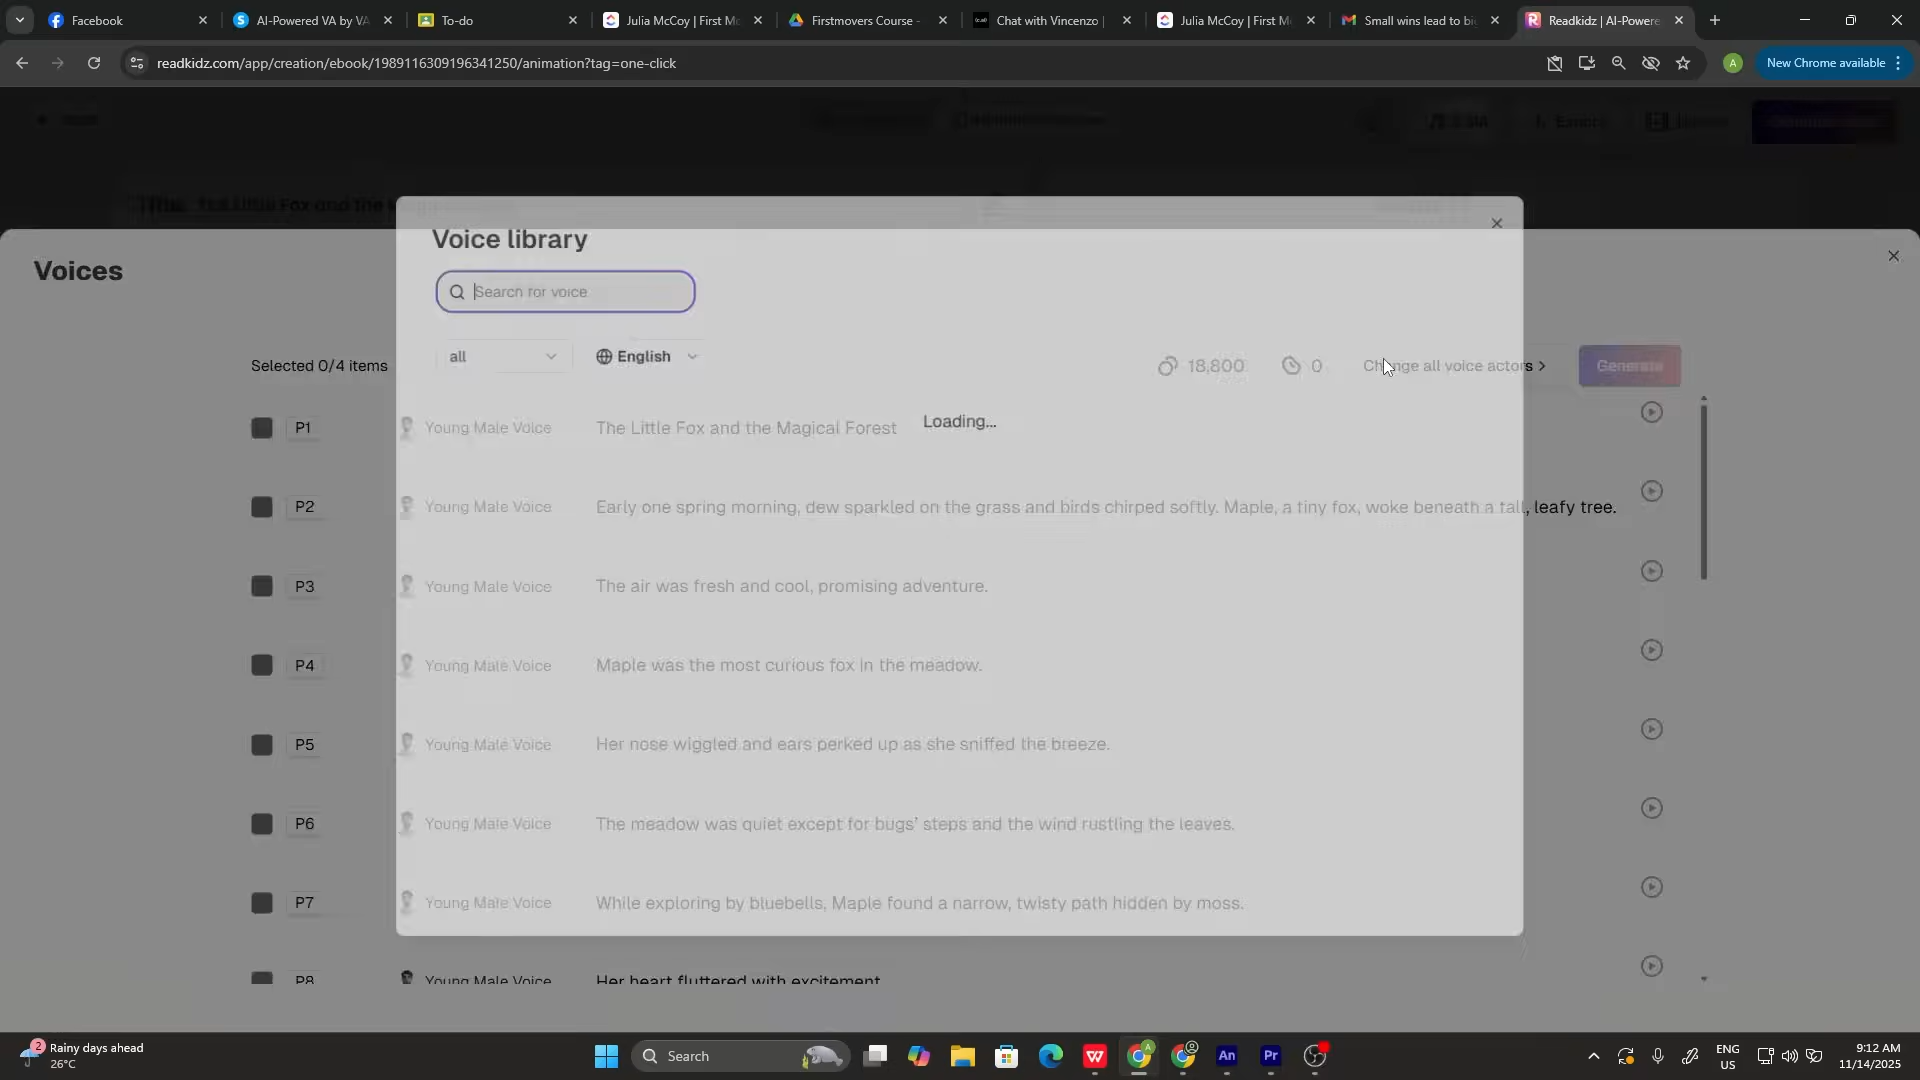 Facebook
AI-Powered VA by VA
To-do
Julia McCoy | First Mo
Firstmovers Course -
Chat with Vincenzo |
Julia McCoy | First M
Small wins lead to bi
Readkidz | AI-Powere
readkidz.com/app/creation/ebook/1989116309196341250/animation?tag=one-click
A
New Chrome available
Title: The Little Fox and the
Voice library
Voices
Search for voice
all
English
Selected 0/4 items
18,800
0
Change all voice actors
Generate
Loading...
P1
Young Male Voice
The Little Fox and the Magical Forest
P2
Young Male Voice
Early one spring morning, dew sparkled on the grass and birds chirped softly. Maple, a tiny fox, woke beneath a tall, leafy tree.
P3
Young Male Voice
The air was fresh and cool, promising adventure.
P4
Young Male Voice
Maple was the most curious fox in the meadow.
P5
Young Male Voice
Her nose wiggled and ears perked up as she sniffed the breeze.
P6
Young Male Voice
The meadow was quiet except for bugs’ steps and the wind rustling the leaves.
P7
Young Male Voice
While exploring by bluebells, Maple found a narrow, twisty path hidden by moss.
P8
Young Male Voice
Her heart fluttered with excitement
2
Rainy days ahead
26°C
Search
W
A
An
Pr
ENG
US
9:12 AM
11/14/2025